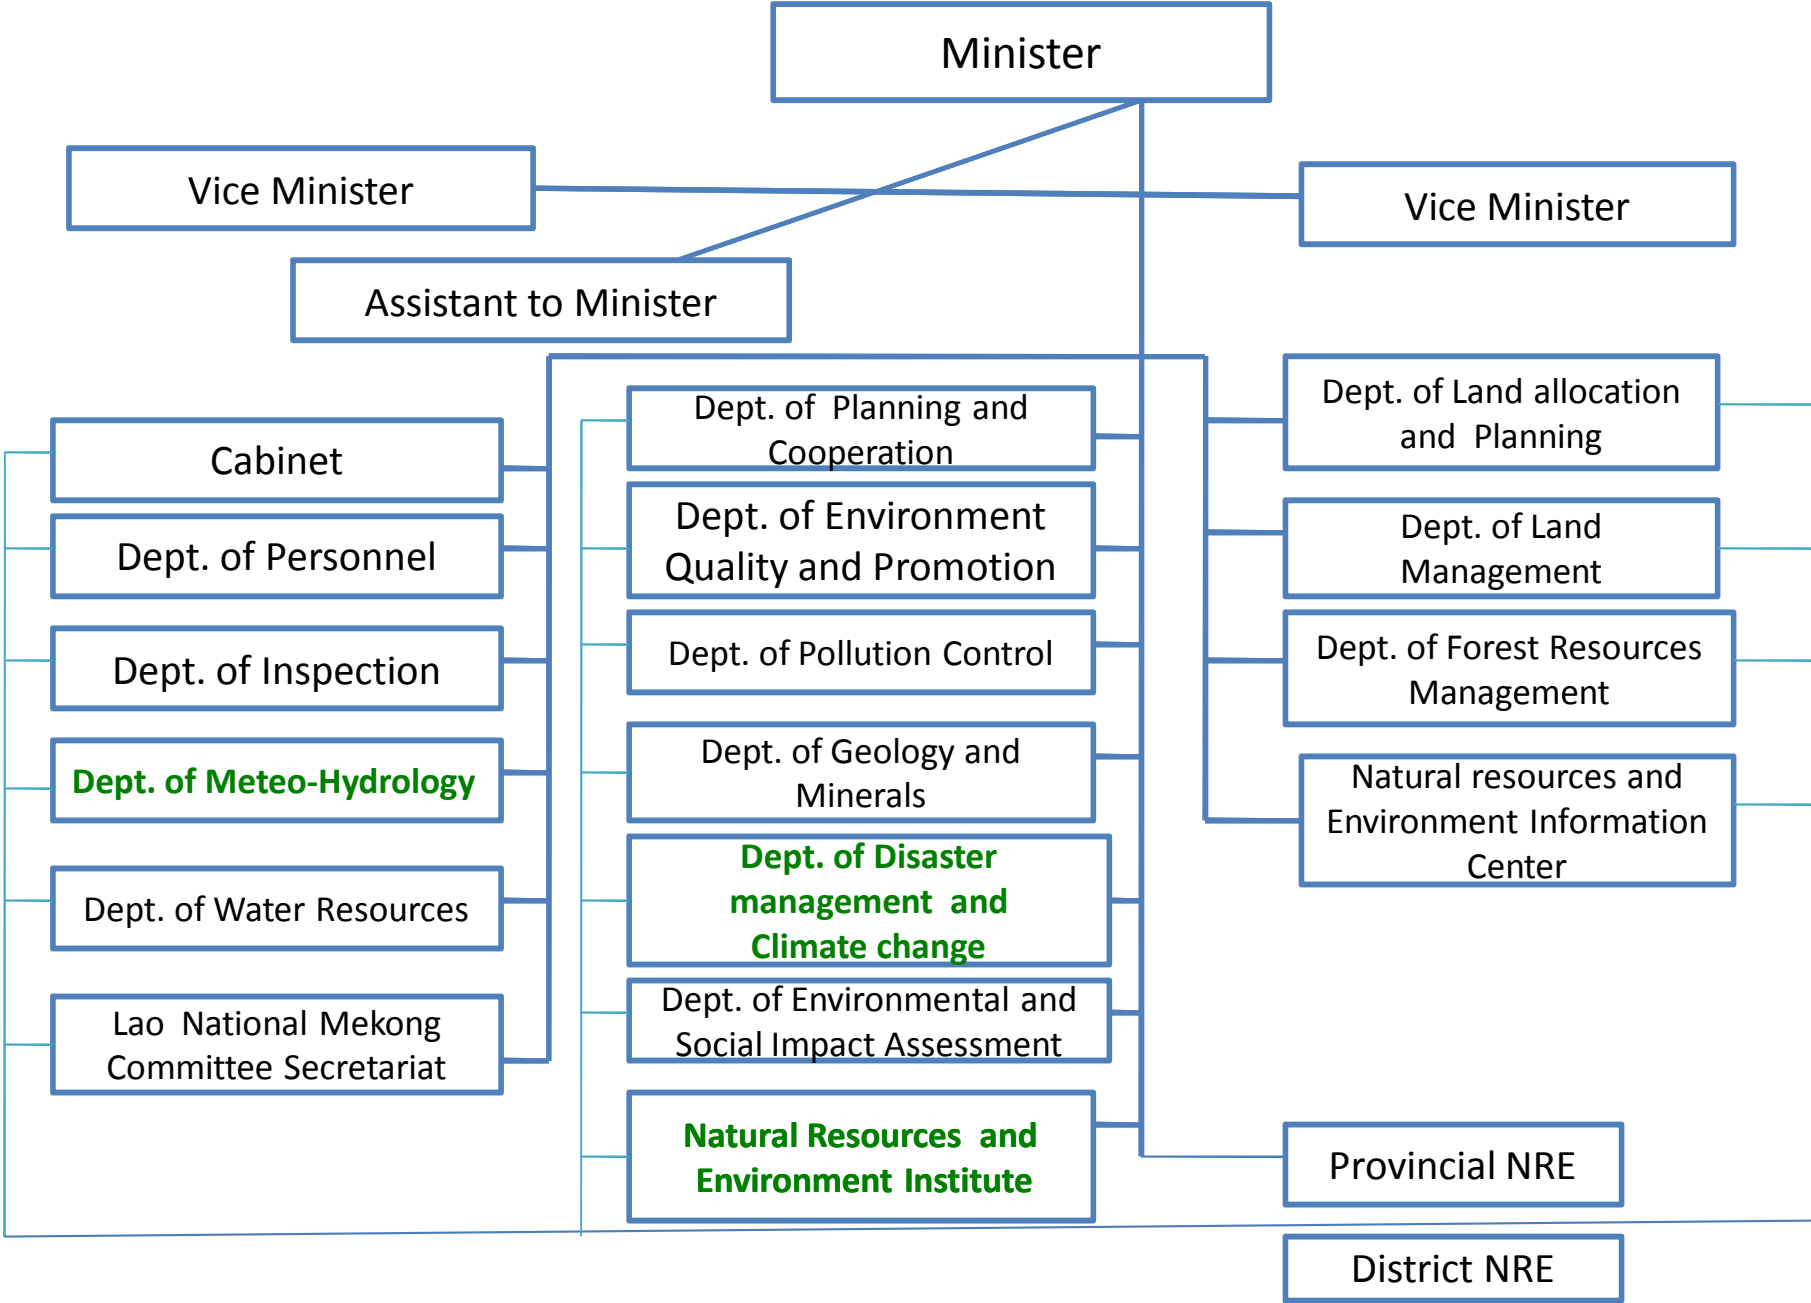 Minister
Vice Minister
Vice Minister
Assistant to Minister
Cabinet
Dept. of Personnel
Dept. of Inspection
Dept. of Meteo-Hydrology
Dept. of Water Resources
Lao National Mekong
Committee Secretariat
Dept. of Planning and
Cooperation
Dept. of Environment
Quality and Promotion
Dept. of Pollution Control
Dept. of Geology and
Minerals
Dept. of Disaster
management and
Climate change
Dept. of Environmental and
Social Impact Assessment
Natural Resources and
Environment Institute
Dept. of Land allocation
and Planning
Dept. of Land
Management
Dept. of Forest Resources
Management
Natural resources and
Environment Information
Center
Provincial NRE
District NRE